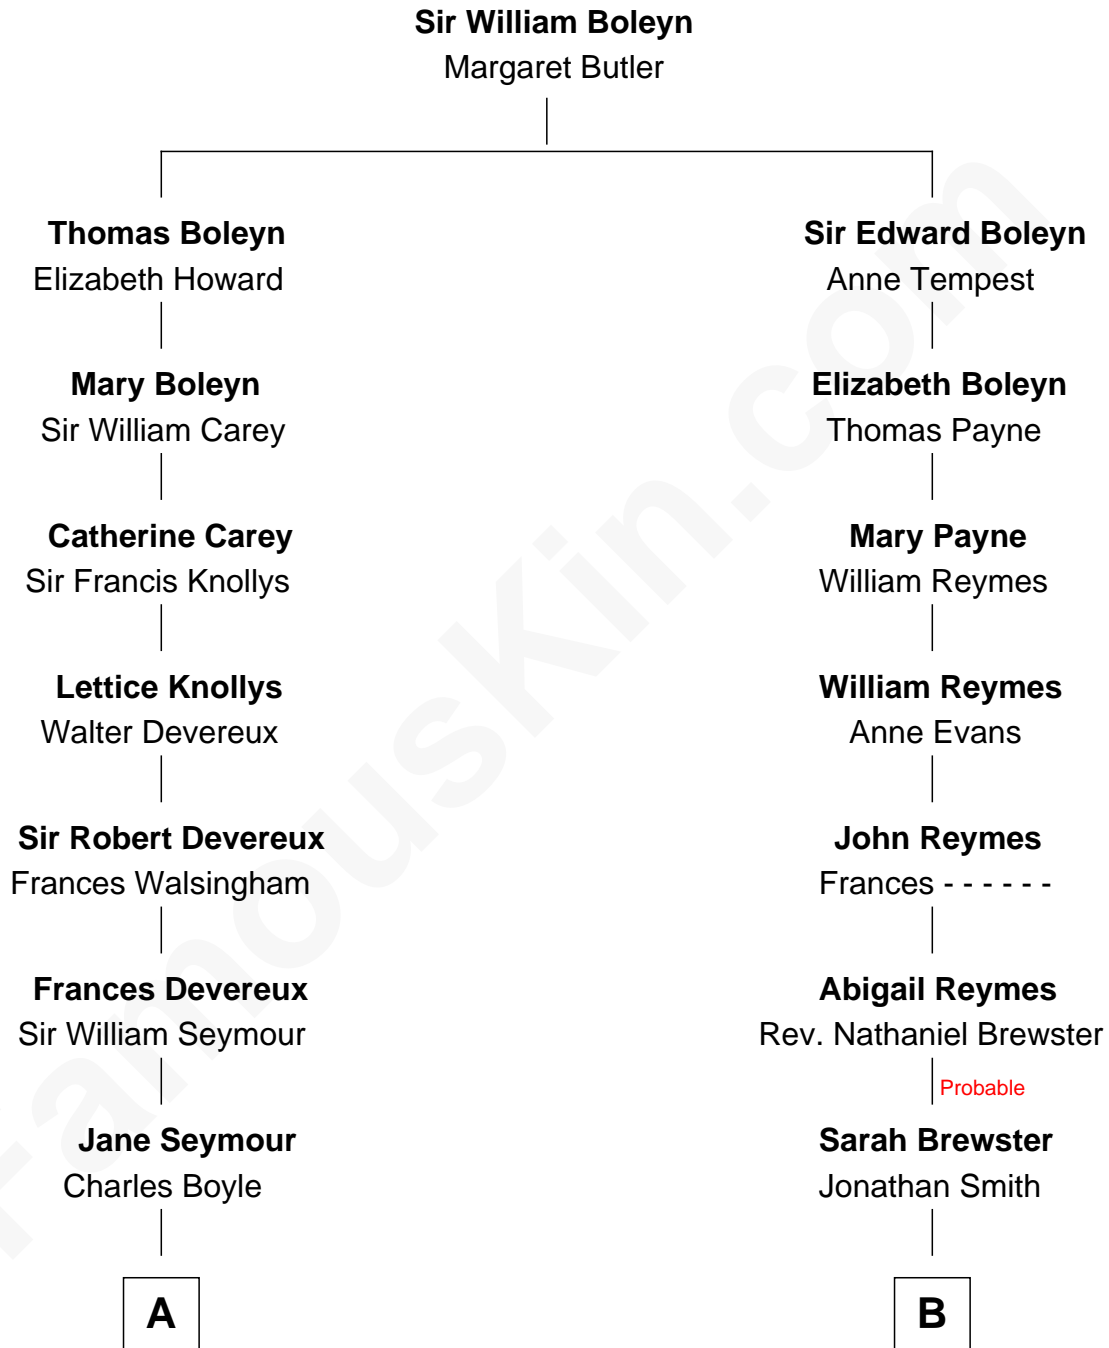 Sir William Boleyn
Margaret Butler
Thomas Boleyn
Elizabeth Howard
Sir Edward Boleyn
Anne Tempest
Mary Boleyn
Sir William Carey
Elizabeth Boleyn
Thomas Payne
Catherine Carey
Sir Francis Knollys
Mary Payne
William Reymes
Lettice Knollys
Walter Devereux
William Reymes
Anne Evans
Sir Robert Devereux
Frances Walsingham
John Reymes
Frances - - - - - -
Frances Devereux
Sir William Seymour
Abigail Reymes
Rev. Nathaniel Brewster
Probable
Jane Seymour
Charles Boyle
Sarah Brewster
Jonathan Smith
A
B
FamousKin.com